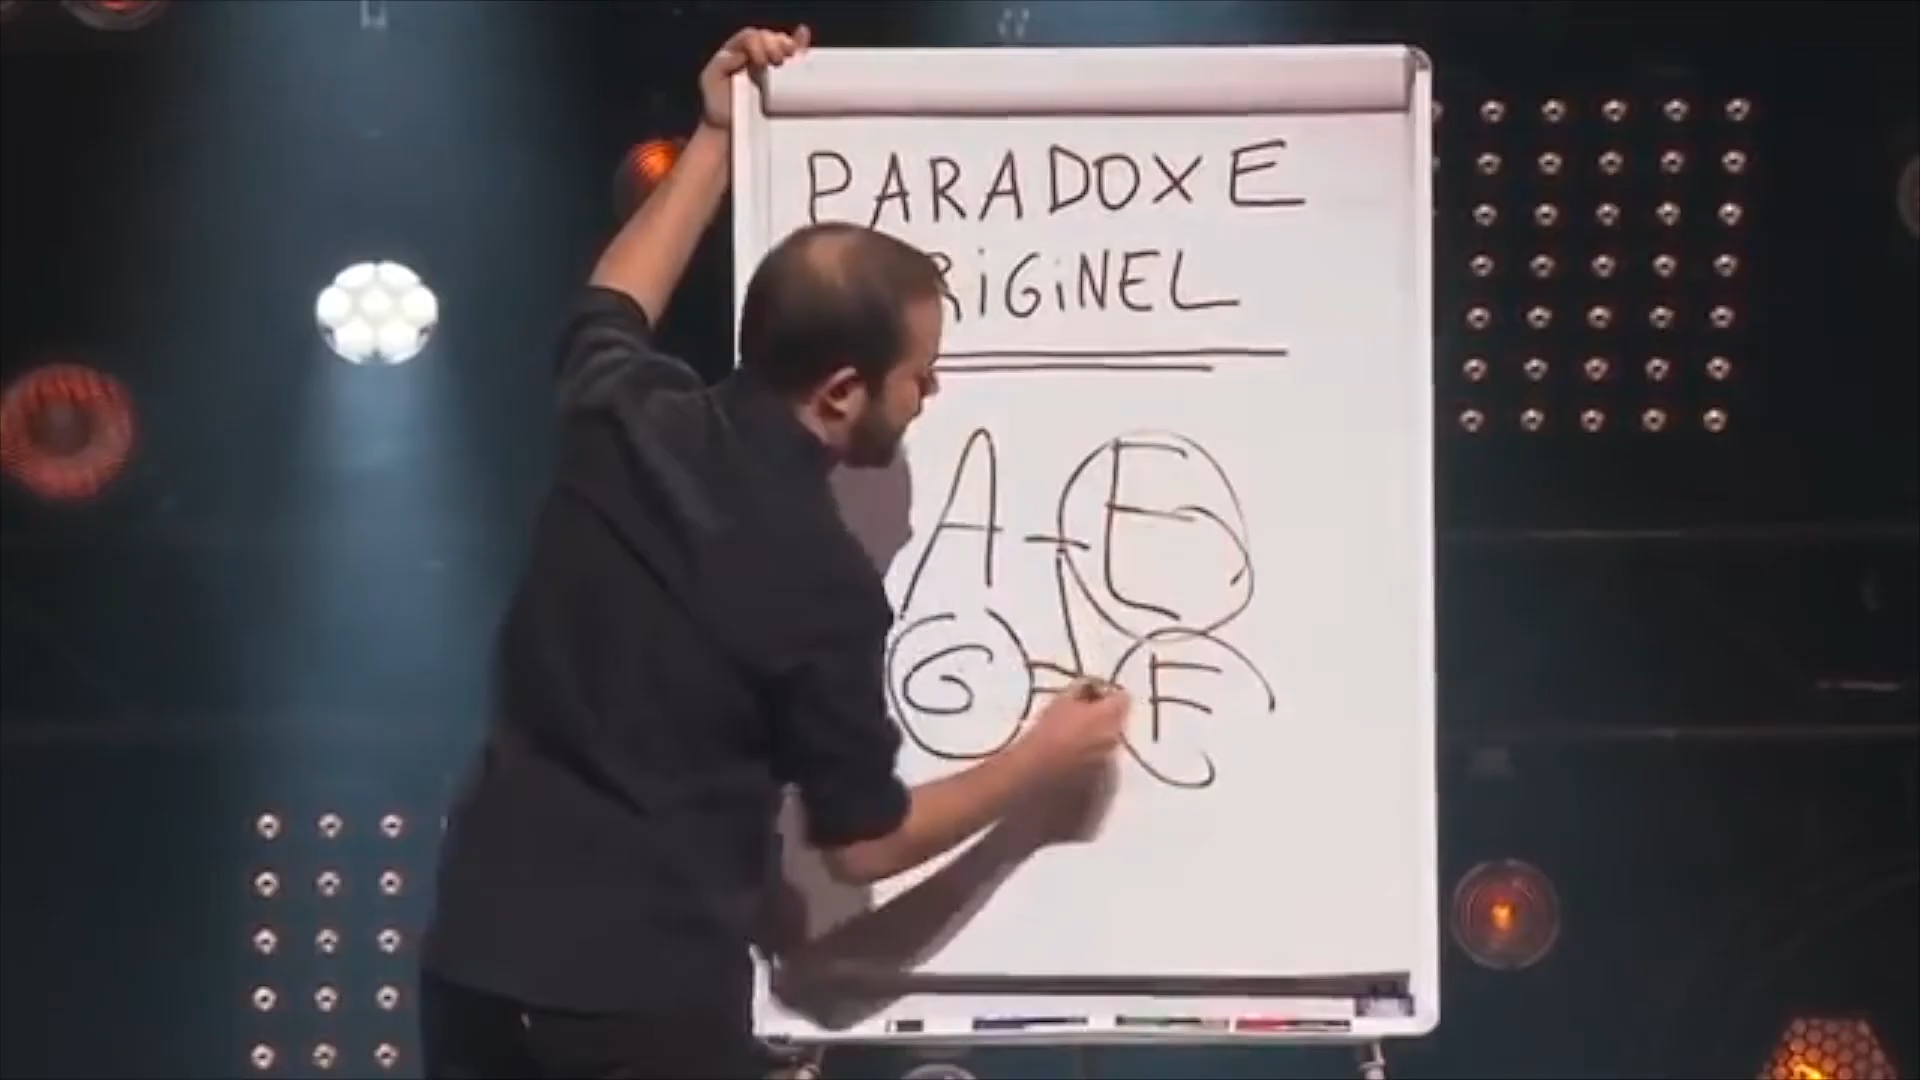 PARADOXE
RiGiNEL
A - E
G = E